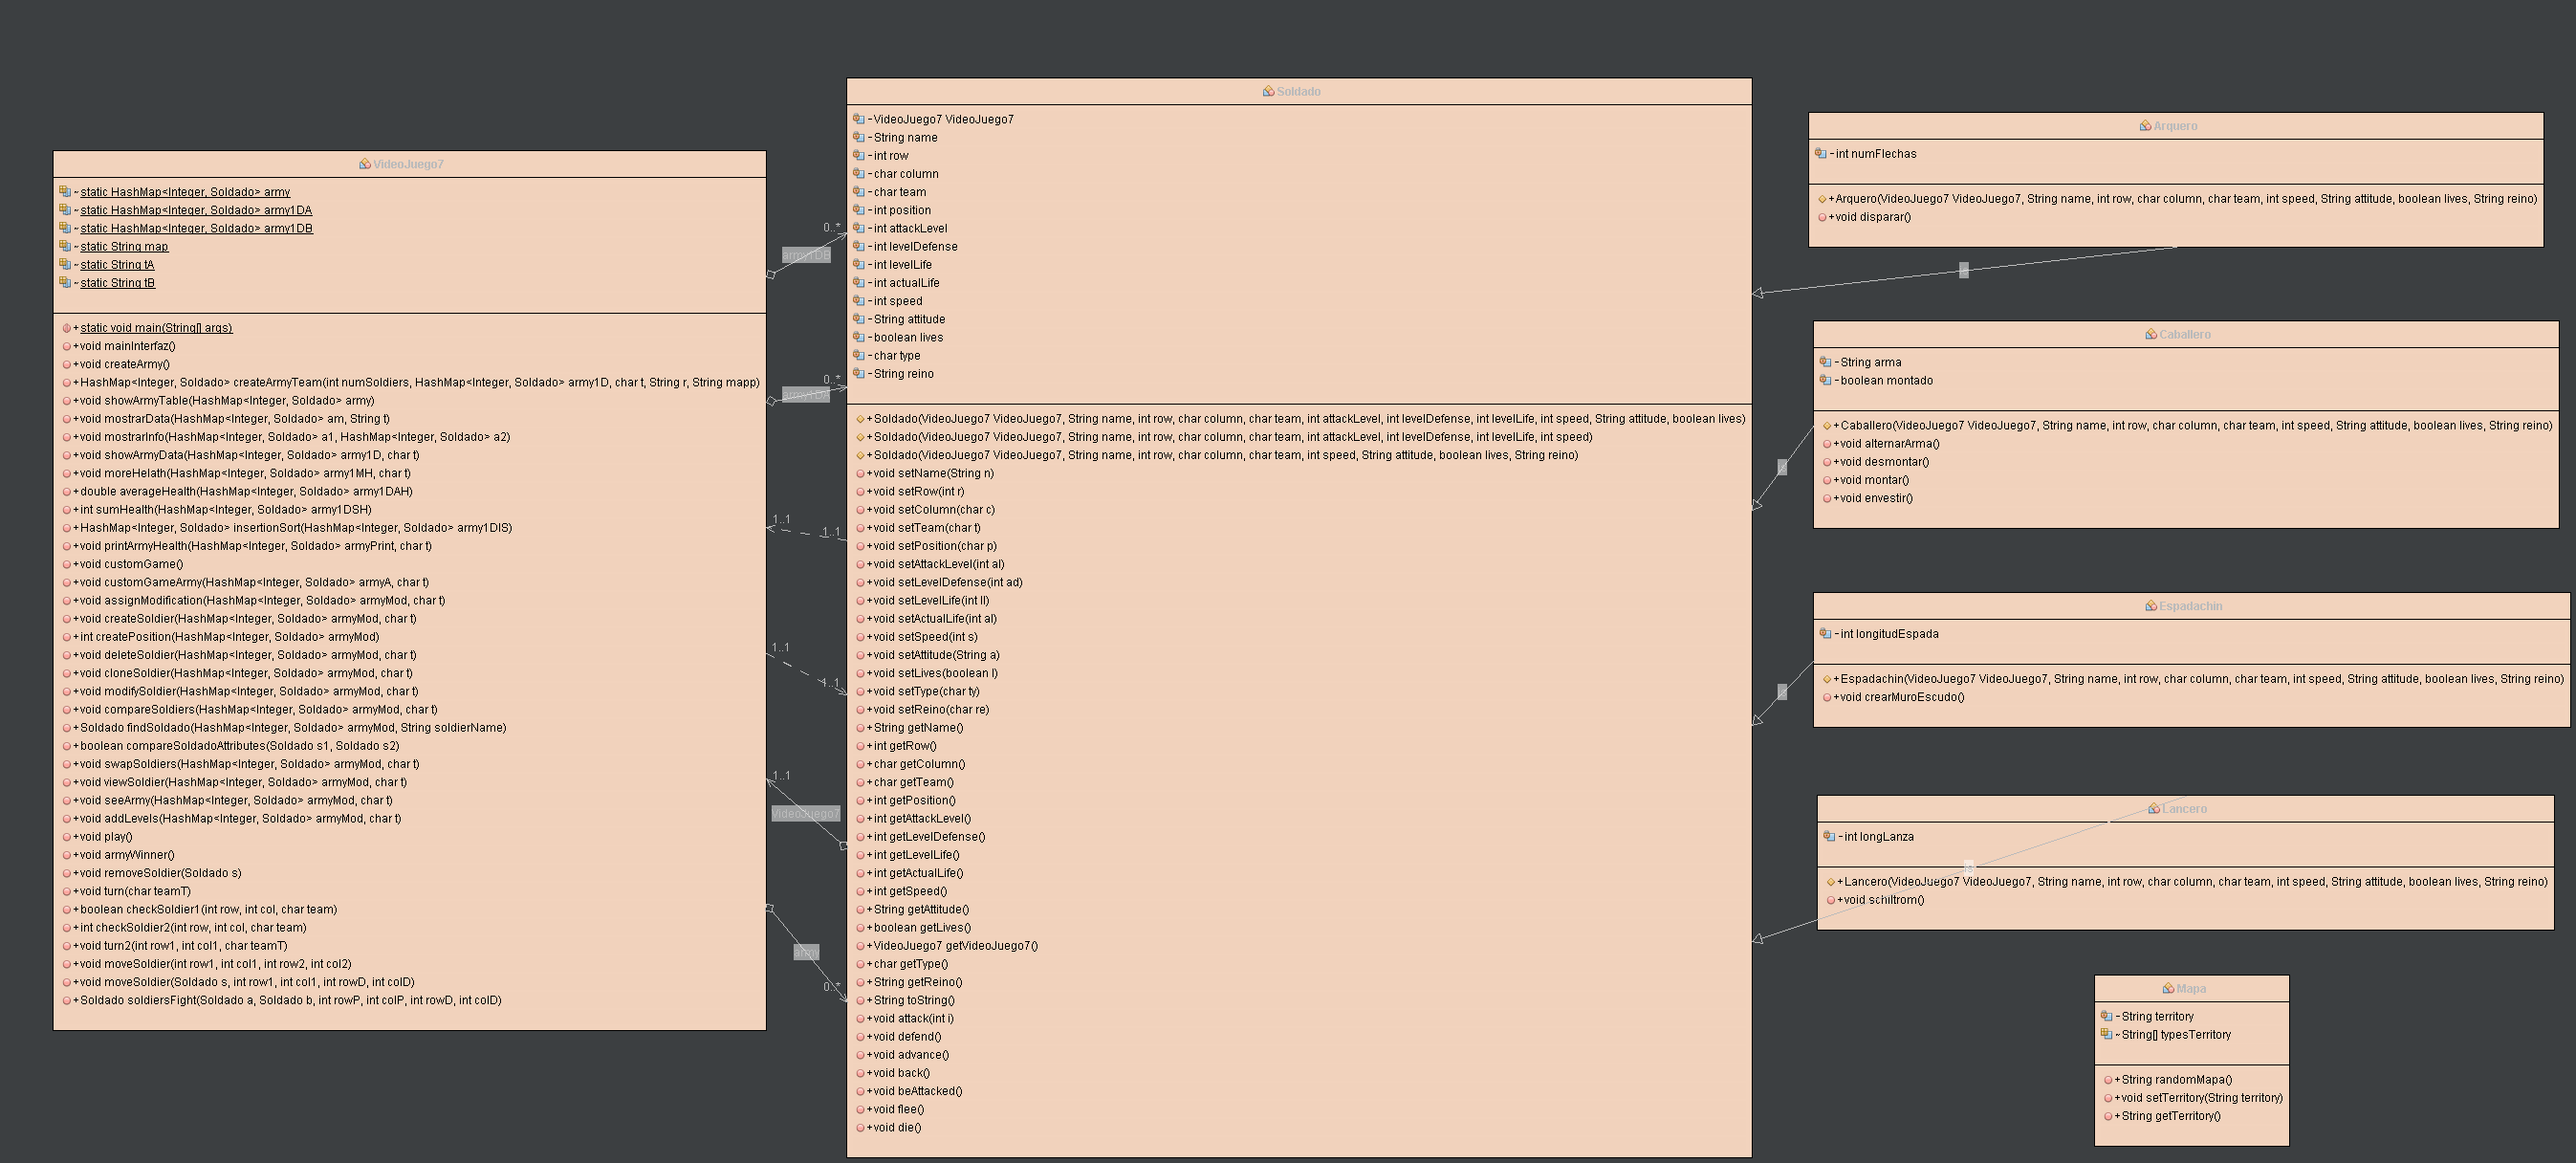 VideoJuego7
~static HashMap<Integer, Soldado> army
~static HashMap<Integer, Soldado> army1DA
~static HashMap<Integer, Soldado> army1DB
~static String map
~static String tA
~static String tB
+static void main(String[] args)
+void mainInterfaz()
+void createArmy()
+HashMap<Integer, Soldado> createArmyTeam(int numSoldiers, HashMap<Integer, Soldado> army1D, char t, String r, String mapp)
+void showArmyTable(HashMap<Integer, Soldado> army)
+void mostrarData(HashMap<Integer, Soldado> am, String t)
+void mostrarInfo(HashMap<Integer, Soldado> a1, HashMap<Integer, Soldado> a2)
+void showArmyData(HashMap<Integer, Soldado> army1D, char t)
+void moreHelath(HashMap<Integer, Soldado> army1MH, char t)
+double averageHealth(HashMap<Integer, Soldado> army1DAH)
+int sumHealth(HashMap<Integer, Soldado> army1DSH)
+HashMap<Integer, Soldado> insertionSort(HashMap<Integer, Soldado> army1DIS)
+void printArmyHealth(HashMap<Integer, Soldado> armyPrint, char t)
+void customGame()
+void customGameArmy(HashMap<Integer, Soldado> armyA, char t)
+void assignModification(HashMap<Integer, Soldado> armyMod, char t)
+void createSoldier(HashMap<Integer, Soldado> armyMod, char t)
+int createPosition(HashMap<Integer, Soldado> armyMod)
+void deleteSoldier(HashMap<Integer, Soldado> armyMod, char t)
+void cloneSoldier(HashMap<Integer, Soldado> armyMod, char t)
+void modifySoldier(HashMap<Integer, Soldado> armyMod, char t)
+void compareSoldiers(HashMap<Integer, Soldado> armyMod, char t)
+Soldado findSoldado(HashMap<Integer, Soldado> armyMod, String soldierName)
+boolean compareSoldadoAttributes(Soldado s1, Soldado s2)
+void swapSoldiers(HashMap<Integer, Soldado> armyMod, char t)
+void viewSoldier(HashMap<Integer, Soldado> armyMod, char t)
+void seeArmy(HashMap<Integer, Soldado> armyMod, char t)
+void addLevels(HashMap<Integer, Soldado> armyMod, char t)
+void play()
+void armyWinner()
+void removeSoldier(Soldado s)
+void turn(char teamT)
+boolean checkSoldier1(int row, int col, char team)
+int checkSoldier2(int row, int col, char team)
+void turn2(int row1, int col1, char teamT)
+void moveSoldier(int row1, int col1, int row2, int col2)
+void moveSoldier(Soldado s, int row1, int col1, int rowD, int colD)
+Soldado soldiersFight(Soldado a, Soldado b, int rowP, int colP, int rowD, int colD)
0..*
army1DB
0..*
army1DA
1..1
1..1
1..1
1..1
1..1
VideoJuego7
army
0..*
Soldado
-VideoJuego7 VideoJuego7
-String name
-int row
-char column
-char team
-int position
-int attackLevel
-int levelDefense
-int levelLife
-int actualLife
-int speed
-String attitude
-boolean lives
-char type
-String reino
+Soldado(VideoJuego7 VideoJuego7, String name, int row, char column, char team, int attackLevel, int levelDefense, int levelLife, int speed, String attitude, boolean lives)
+Soldado(VideoJuego7 VideoJuego7, String name, int row, char column, char team, int attackLevel, int levelDefense, int levelLife, int speed)
+Soldado(VideoJuego7 VideoJuego7, String name, int row, char column, char team, int speed, String attitude, boolean lives, String reino)
+void setName(String n)
+void setRow(int r)
+void setColumn(char c)
+void setTeam(char t)
+void setPosition(char p)
+void setAttackLevel(int al)
+void setLevelDefense(int ad)
+void setLevelLife(int ll)
+void setActualLife(int al)
+void setSpeed(int s)
+void setAttitude(String a)
+void setLives(boolean l)
+void setType(char ty)
+void setReino(char re)
+String getName()
+int getRow()
+char getColumn()
+char getTeam()
+int getPosition()
+int getAttackLevel()
+int getLevelDefense()
+int getLevelLife()
+int getActualLife()
+int getSpeed()
+String getAttitude()
+boolean getLives()
+VideoJuego7 getVideoJuego7()
+char getType()
+String getReino()
+String toString()
+void attack(int i)
+void defend()
+void advance()
+void back()
+void beAttacked()
+void flee()
+void die()
Arquero
-int numFlechas
+Arquero(VideoJuego7 VideoJuego7, String name, int row, char column, char team, int speed, String attitude, boolean lives, String reino)
+void disparar()
Caballero
-String arma
-boolean montado
+Caballero(VideoJuego7 VideoJuego7, String name, int row, char column, char team, int speed, String attitude, boolean lives, String reino)
+void alternarArma()
+void desmontar()
+void montar()
+void envestir()
Espadachin
-int longitudEspada
+Espadachin(VideoJuego7 VideoJuego7, String name, int row, char column, char team, int speed, String attitude, boolean lives, String reino)
+void crearMuroEscudo()
Lancero
-int longLanza
+Lancero(VideoJuego7 VideoJuego7, String name, int row, char column, char team, int speed, String attitude, boolean lives, String reino)
+void schiltrom()
Mapa
-String territory
~String[] typesTerritory
+String randomMapa()
+void setTerritory(String territory)
+String getTerritory()